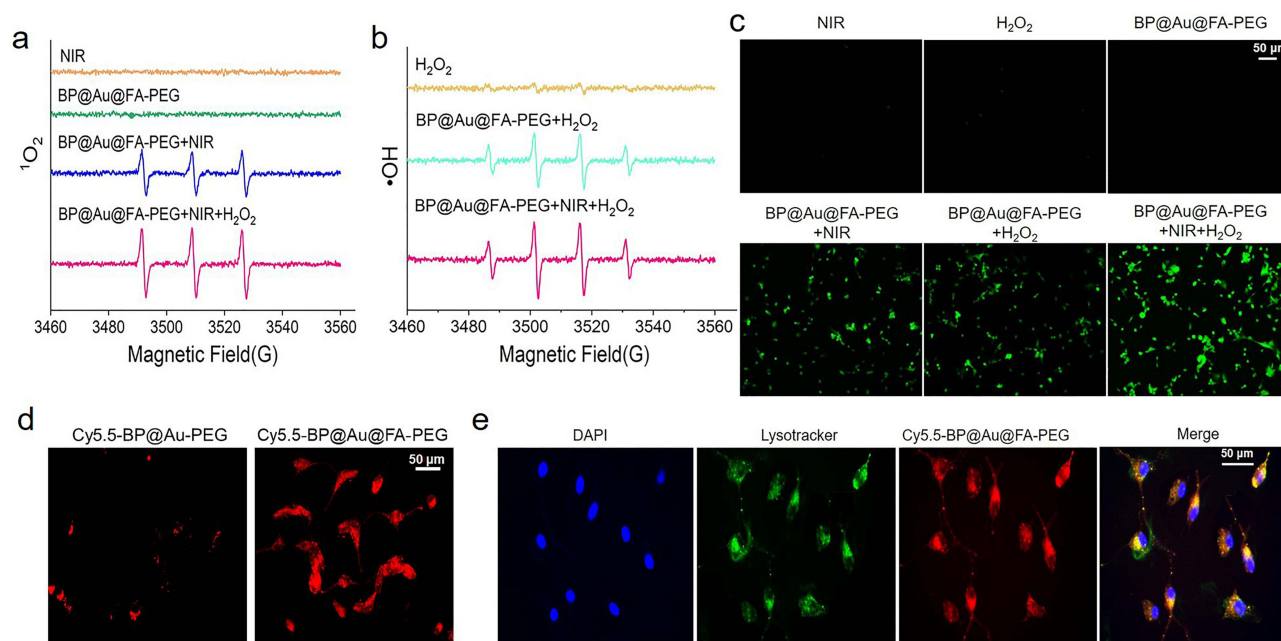 a
NIR
BP@Au@FA-PEG
BP@Au@FA-PEG+NIR
BP@Au@FA-PEG+NIR+H₂O₂
¹O₂
3460 3480 3500 3520 3540 3560
Magnetic Field(G)
b
H₂O₂
BP@Au@FA-PEG+H₂O₂
BP@Au@FA-PEG+NIR+H₂O₂
•OH
3460 3480 3500 3520 3540 3560
Magnetic Field(G)
c
NIR H₂O₂ BP@Au@FA-PEG
50 μm
BP@Au@FA-PEG
+NIR
BP@Au@FA-PEG
+H₂O₂
BP@Au@FA-PEG
+NIR+H₂O₂
d
Cy5.5-BP@Au-PEG Cy5.5-BP@Au@FA-PEG
50 μm
e
DAPI Lysotracker Cy5.5-BP@Au@FA-PEG Merge
50 μm